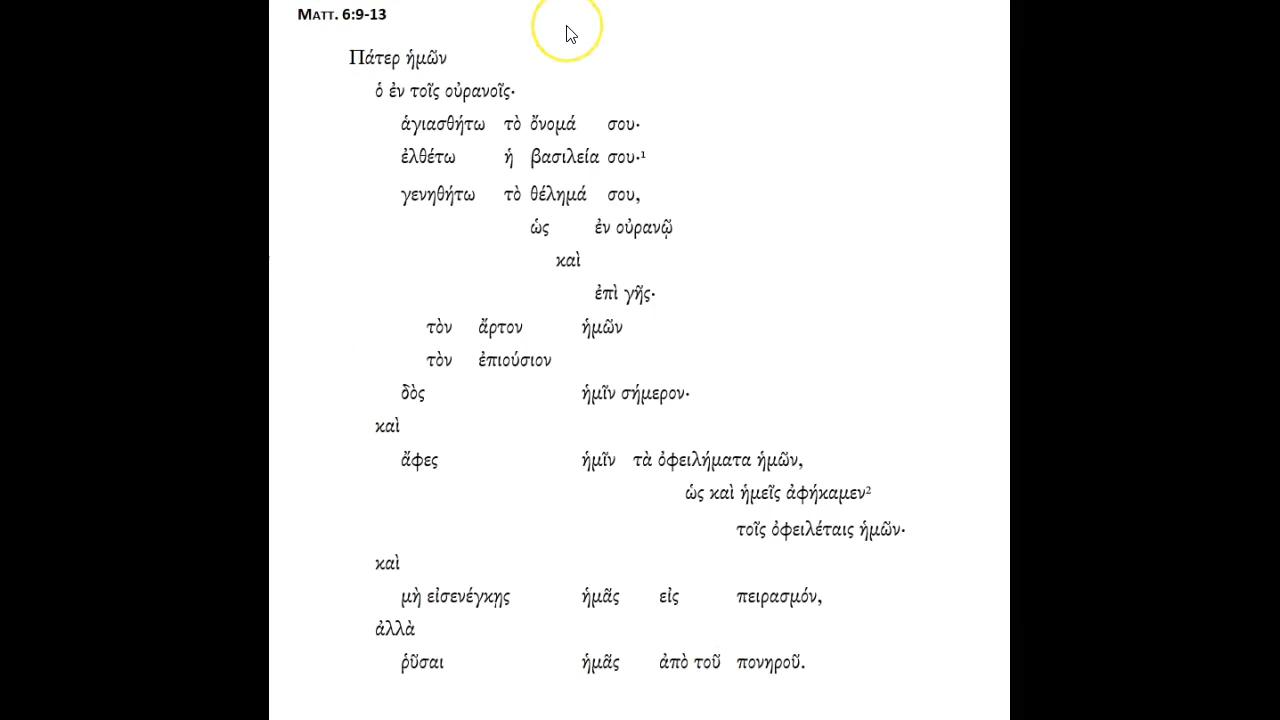 MATT. 6:9-13
Πάτερ ἡμῶν
ὁ ἐν τοῖς οὐρανοῖς·
ἁγιασθήτω τὸ ὄνομά σου·
ἐλθέτω ἡ βασιλεία σου·¹
γενηθήτω τὸ θέλημά σου,
ὡς ἐν οὐρανῷ
καὶ
ἐπὶ γῆς·
τὸν ἄρτον ἡμῶν
τὸν ἐπιούσιον
δὸς ἡμῖν σήμερον·
καὶ
ἄφες ἡμῖν τὰ ὀφειλήματα ἡμῶν,
ὡς καὶ ἡμεῖς ἀφήκαμεν²
τοῖς ὀφειλέταις ἡμῶν·
καὶ
μὴ εἰσενέγκῃς ἡμᾶς εἰς πειρασμόν,
ἀλλὰ
ῥῦσαι ἡμᾶς ἀπὸ τοῦ πονηροῦ.